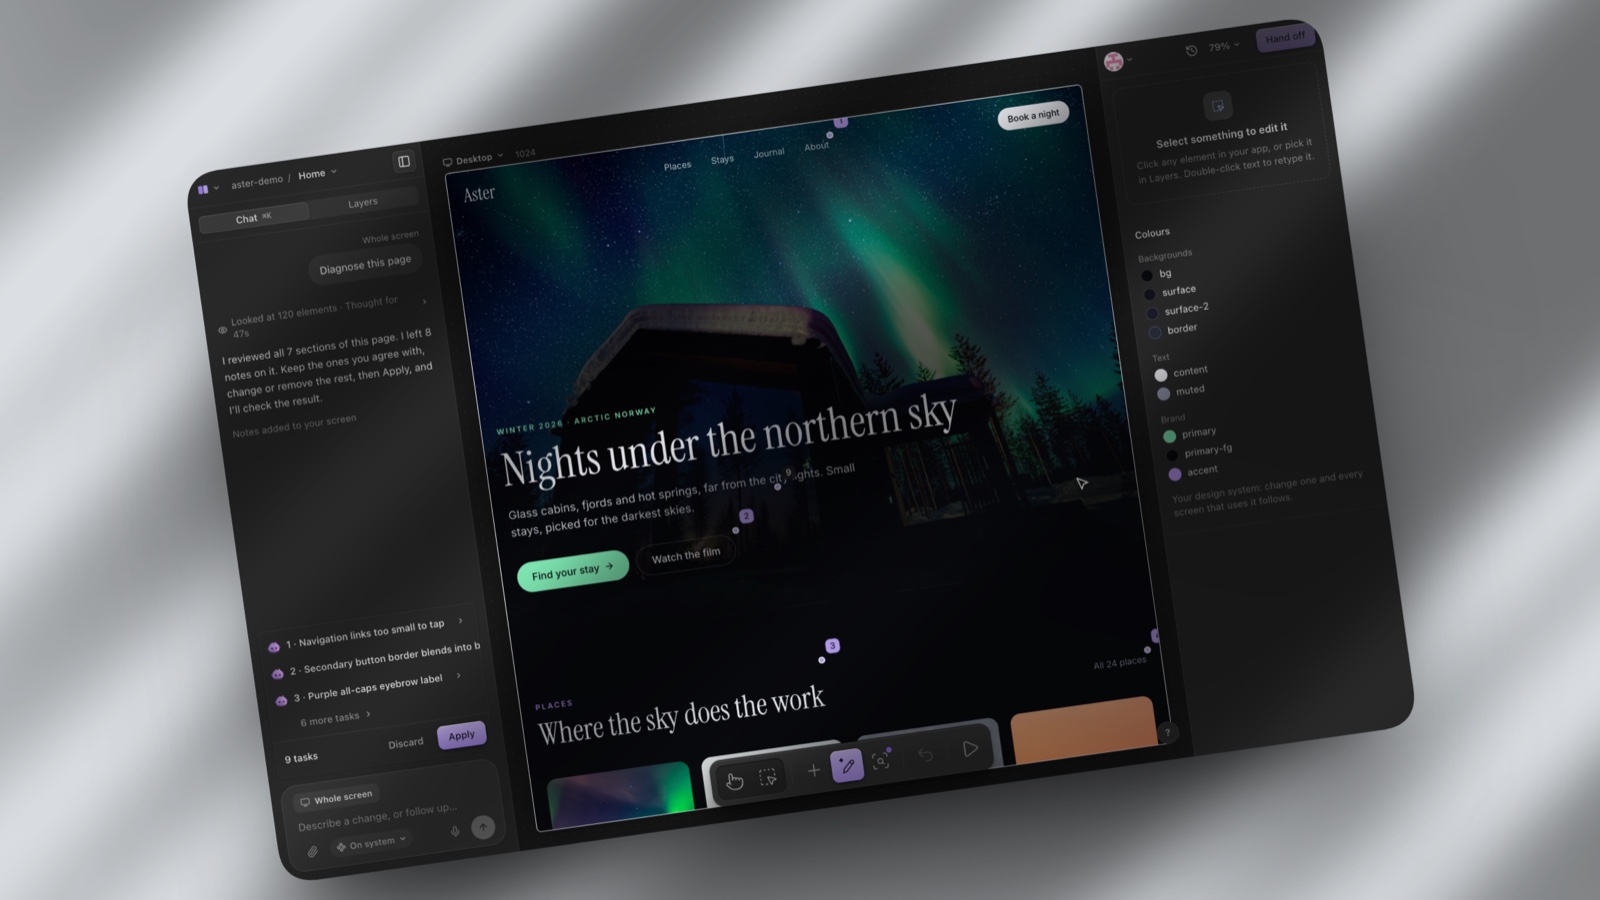 aster-demo / Home
Chat ⌘K
Layers
Whole screen
Diagnose this page
Looked at 120 elements · Thought for
47s
I reviewed all 7 sections of this page. I left 8
notes on it. Keep the ones you agree with,
change or remove the rest, then Apply, and
I'll check the result.
Notes added to your screen
1 · Navigation links too small to tap
2 · Secondary button border blends into b
3 · Purple all-caps eyebrow label
6 more tasks
9 tasks
Discard
Apply
Whole screen
Describe a change, or follow up...
On system
Desktop
1024
Aster
Places
Stays
Journal
About
1
Book a night
WINTER 2026 · ARCTIC NORWAY
Nights under the northern sky
Glass cabins, fjords and hot springs, far from the city lights. Small
stays, picked for the darkest skies.
9
2
Find your stay →
Watch the film
3
All 24 places
PLACES
Where the sky does the work
?
79%
Hand off
Select something to edit it
Click any element in your app, or pick it
in Layers. Double-click text to retype it.
Colours
Backgrounds
bg
surface
surface-2
border
Text
content
muted
Brand
primary
primary-fg
accent
Your design system: change one and every
screen that uses it follows.